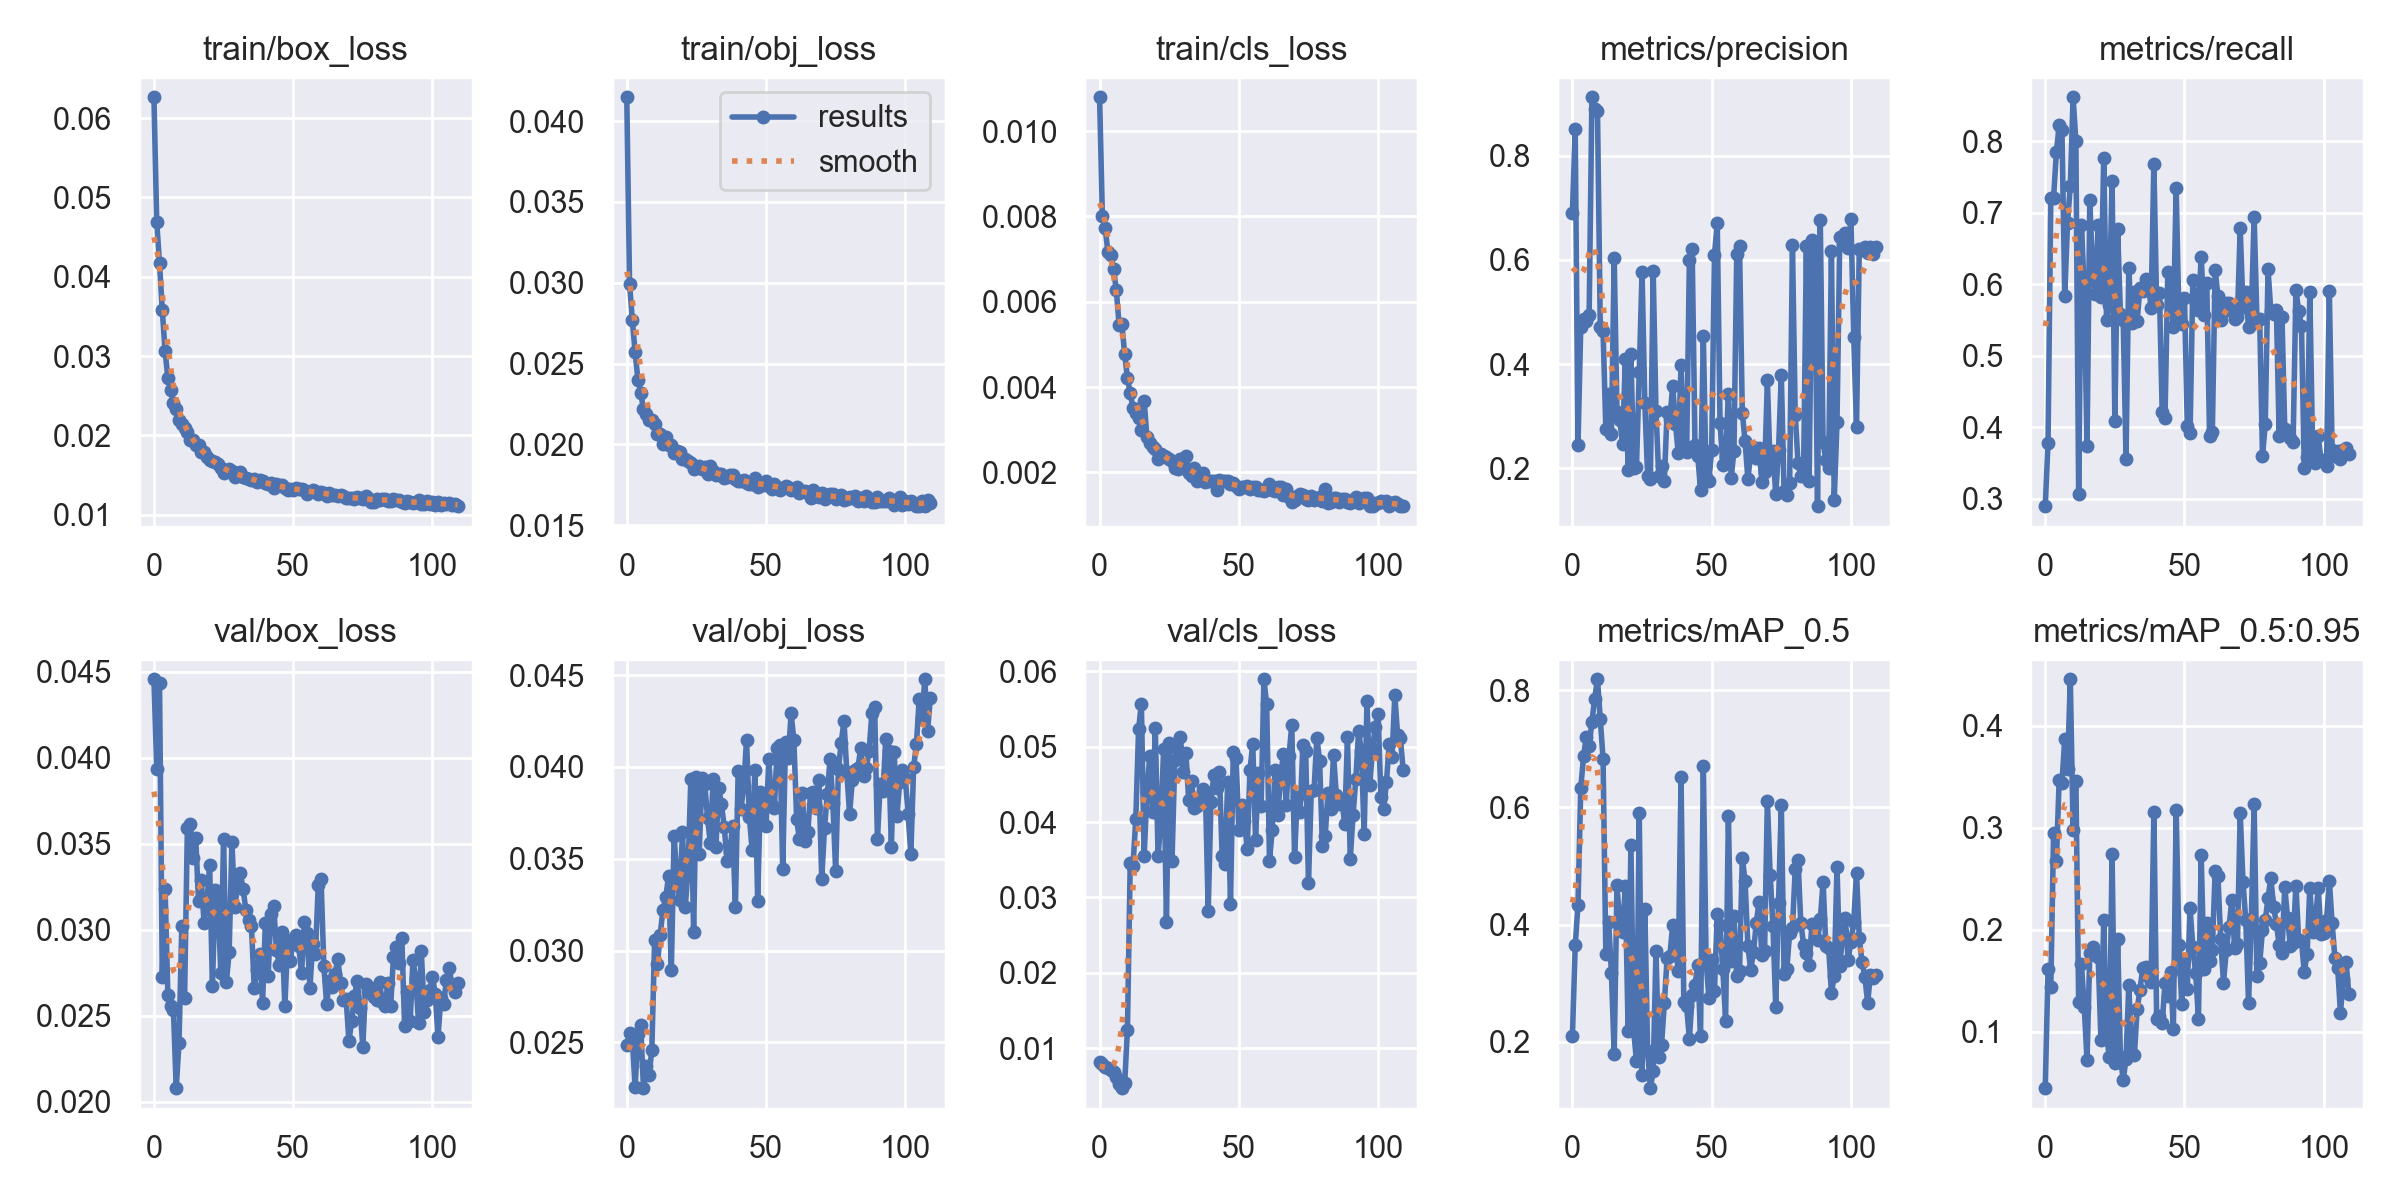 train/box_loss
0.06
0.05
0.04
0.03
0.02
0.01
0 50 100
train/obj_loss
results
smooth
0.040
0.035
0.030
0.025
0.020
0.015
0 50 100
train/cls_loss
0.010
0.008
0.006
0.004
0.002
0 50 100
metrics/precision
0.8
0.6
0.4
0.2
0 50 100
metrics/recall
0.8
0.7
0.6
0.5
0.4
0.3
0 50 100
val/box_loss
0.045
0.040
0.035
0.030
0.025
0.020
0 50 100
val/obj_loss
0.045
0.040
0.035
0.030
0.025
0 50 100
val/cls_loss
0.06
0.05
0.04
0.03
0.02
0.01
0 50 100
metrics/mAP_0.5
0.8
0.6
0.4
0.2
0 50 100
metrics/mAP_0.5:0.95
0.4
0.3
0.2
0.1
0 50 100